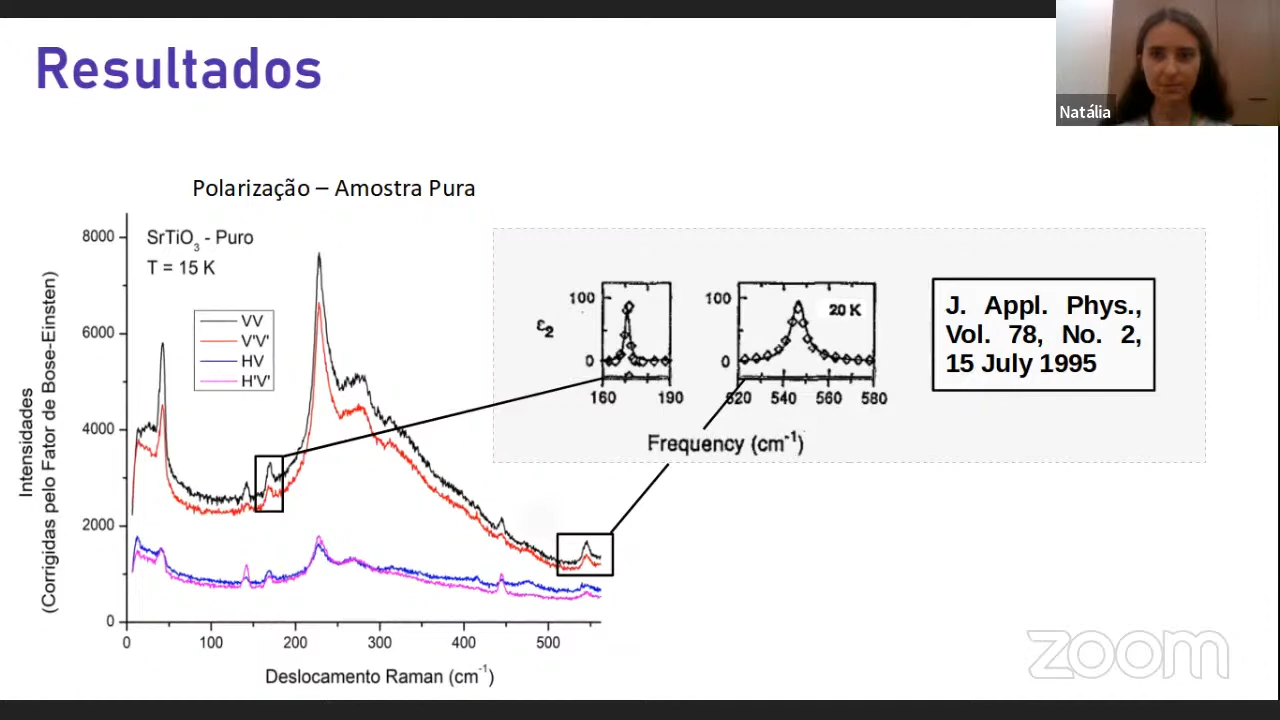 Resultados
Natália
Polarização – Amostra Pura
SrTiO3 - Puro
T = 15 K
VV
V'V'
HV
H'V'
8000
6000
4000
2000
0
0 100 200 300 400 500
Intensidades
(Corrigidas pelo Fator de Bose-Einsten)
Deslocamento Raman (cm-1)
ε2
100
0
160 190
100
0
20 K
520 540 560 580
Frequency (cm-1)
J. Appl. Phys.,
Vol. 78, No. 2,
15 July 1995
zoom